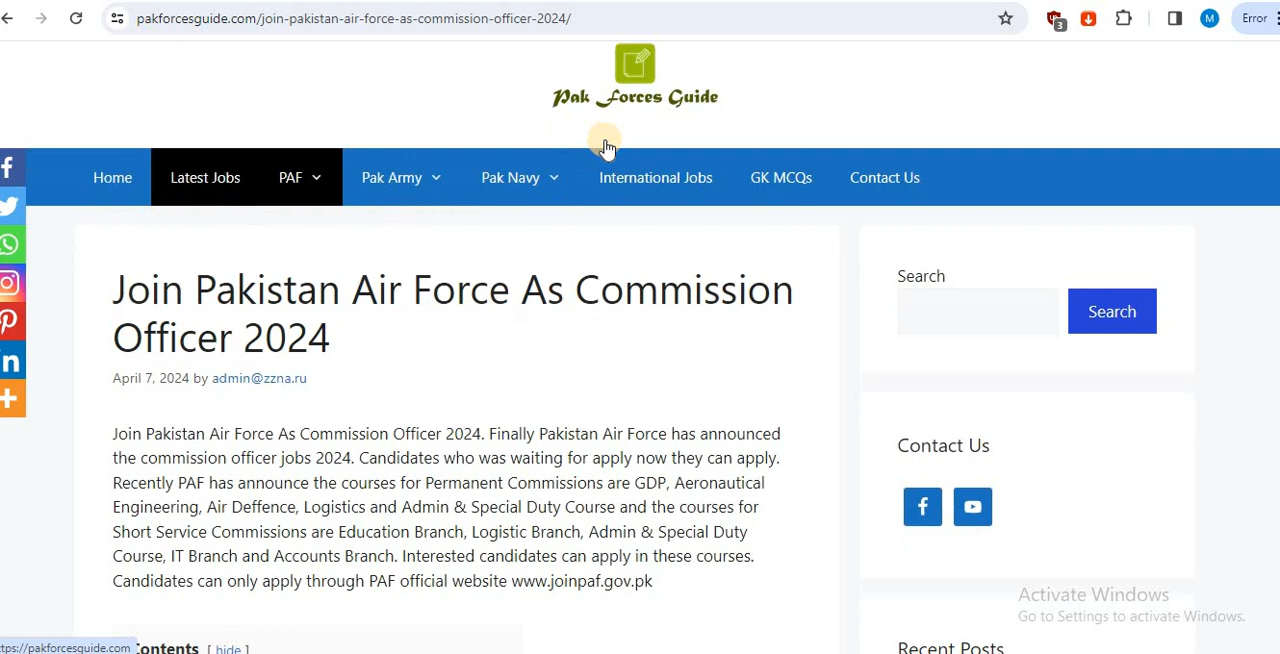 pakforcesguide.com/join-pakistan-air-force-as-commission-officer-2024/
3
M
Error
Pak Forces Guide
Home
Latest Jobs
PAF
Pak Army
Pak Navy
International Jobs
GK MCQs
Contact Us
Join Pakistan Air Force As Commission
Officer 2024
April 7, 2024 by admin@zzna.ru
Join Pakistan Air Force As Commission Officer 2024. Finally Pakistan Air Force has announced
the commission officer jobs 2024. Candidates who was waiting for apply now they can apply.
Recently PAF has announce the courses for Permanent Commissions are GDP, Aeronautical
Engineering, Air Deffence, Logistics and Admin & Special Duty Course and the courses for
Short Service Commissions are Education Branch, Logistic Branch, Admin & Special Duty
Course, IT Branch and Accounts Branch. Interested candidates can apply in these courses.
Candidates can only apply through PAF official website www.joinpaf.gov.pk
Contents [ hide ]
Search
Search
Contact Us
Activate Windows
Go to Settings to activate Windows.
Recent Posts
ttps://pakforcesguide.com